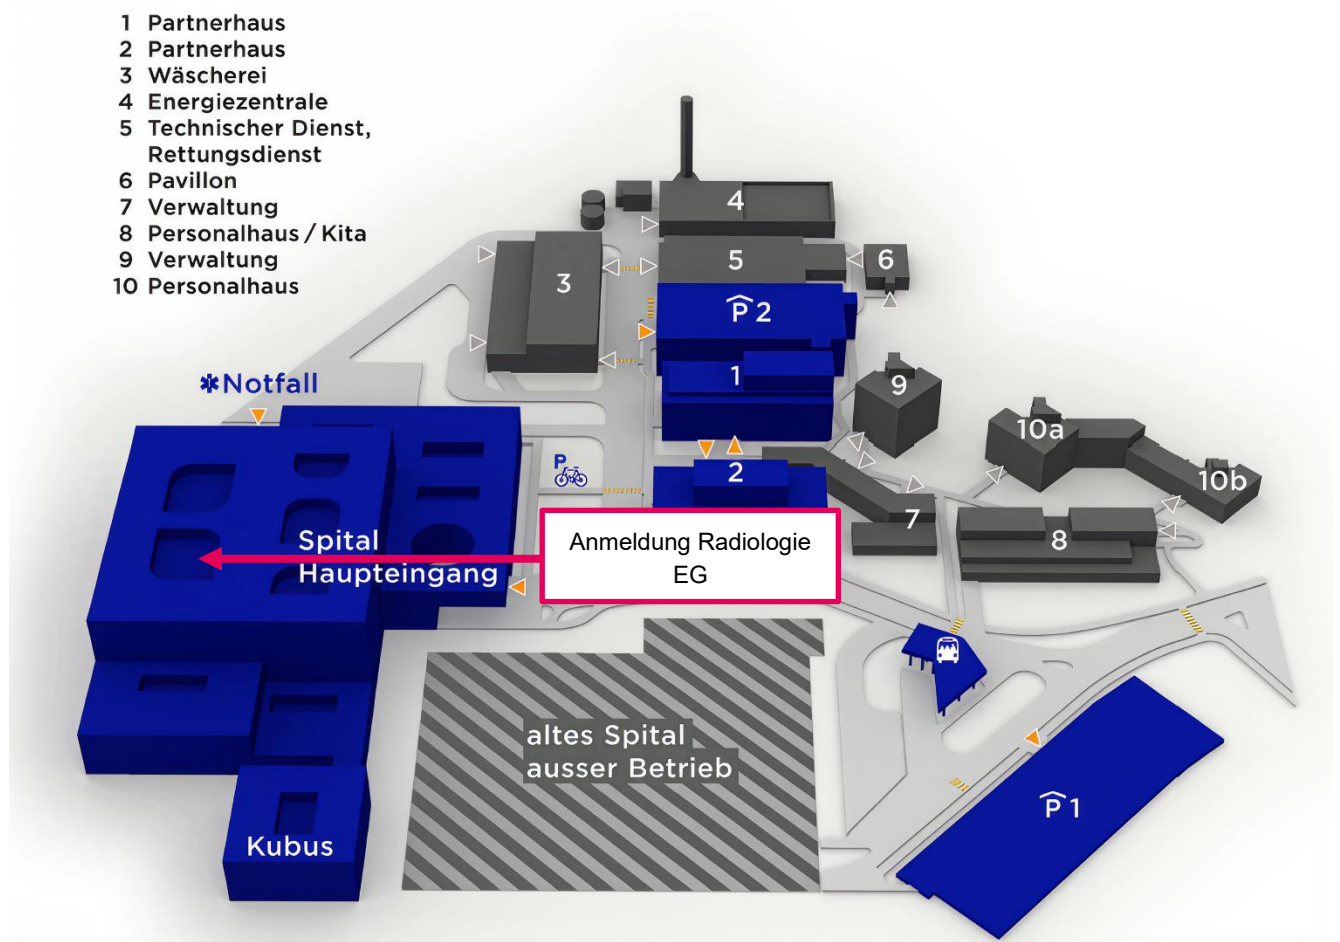 1 Partnerhaus
2 Partnerhaus
3 Wäscherei
4 Energiezentrale
5 Technischer Dienst,
Rettungsdienst
6 Pavillon
7 Verwaltung
8 Personalhaus / Kita
9 Verwaltung
10 Personalhaus
4
5
6
3
P 2
1
9
*Notfall
10a
P
2
10b
7
8
Spital
Haupteingang
Anmeldung Radiologie
EG
altes Spital
ausser Betrieb
P 1
Kubus